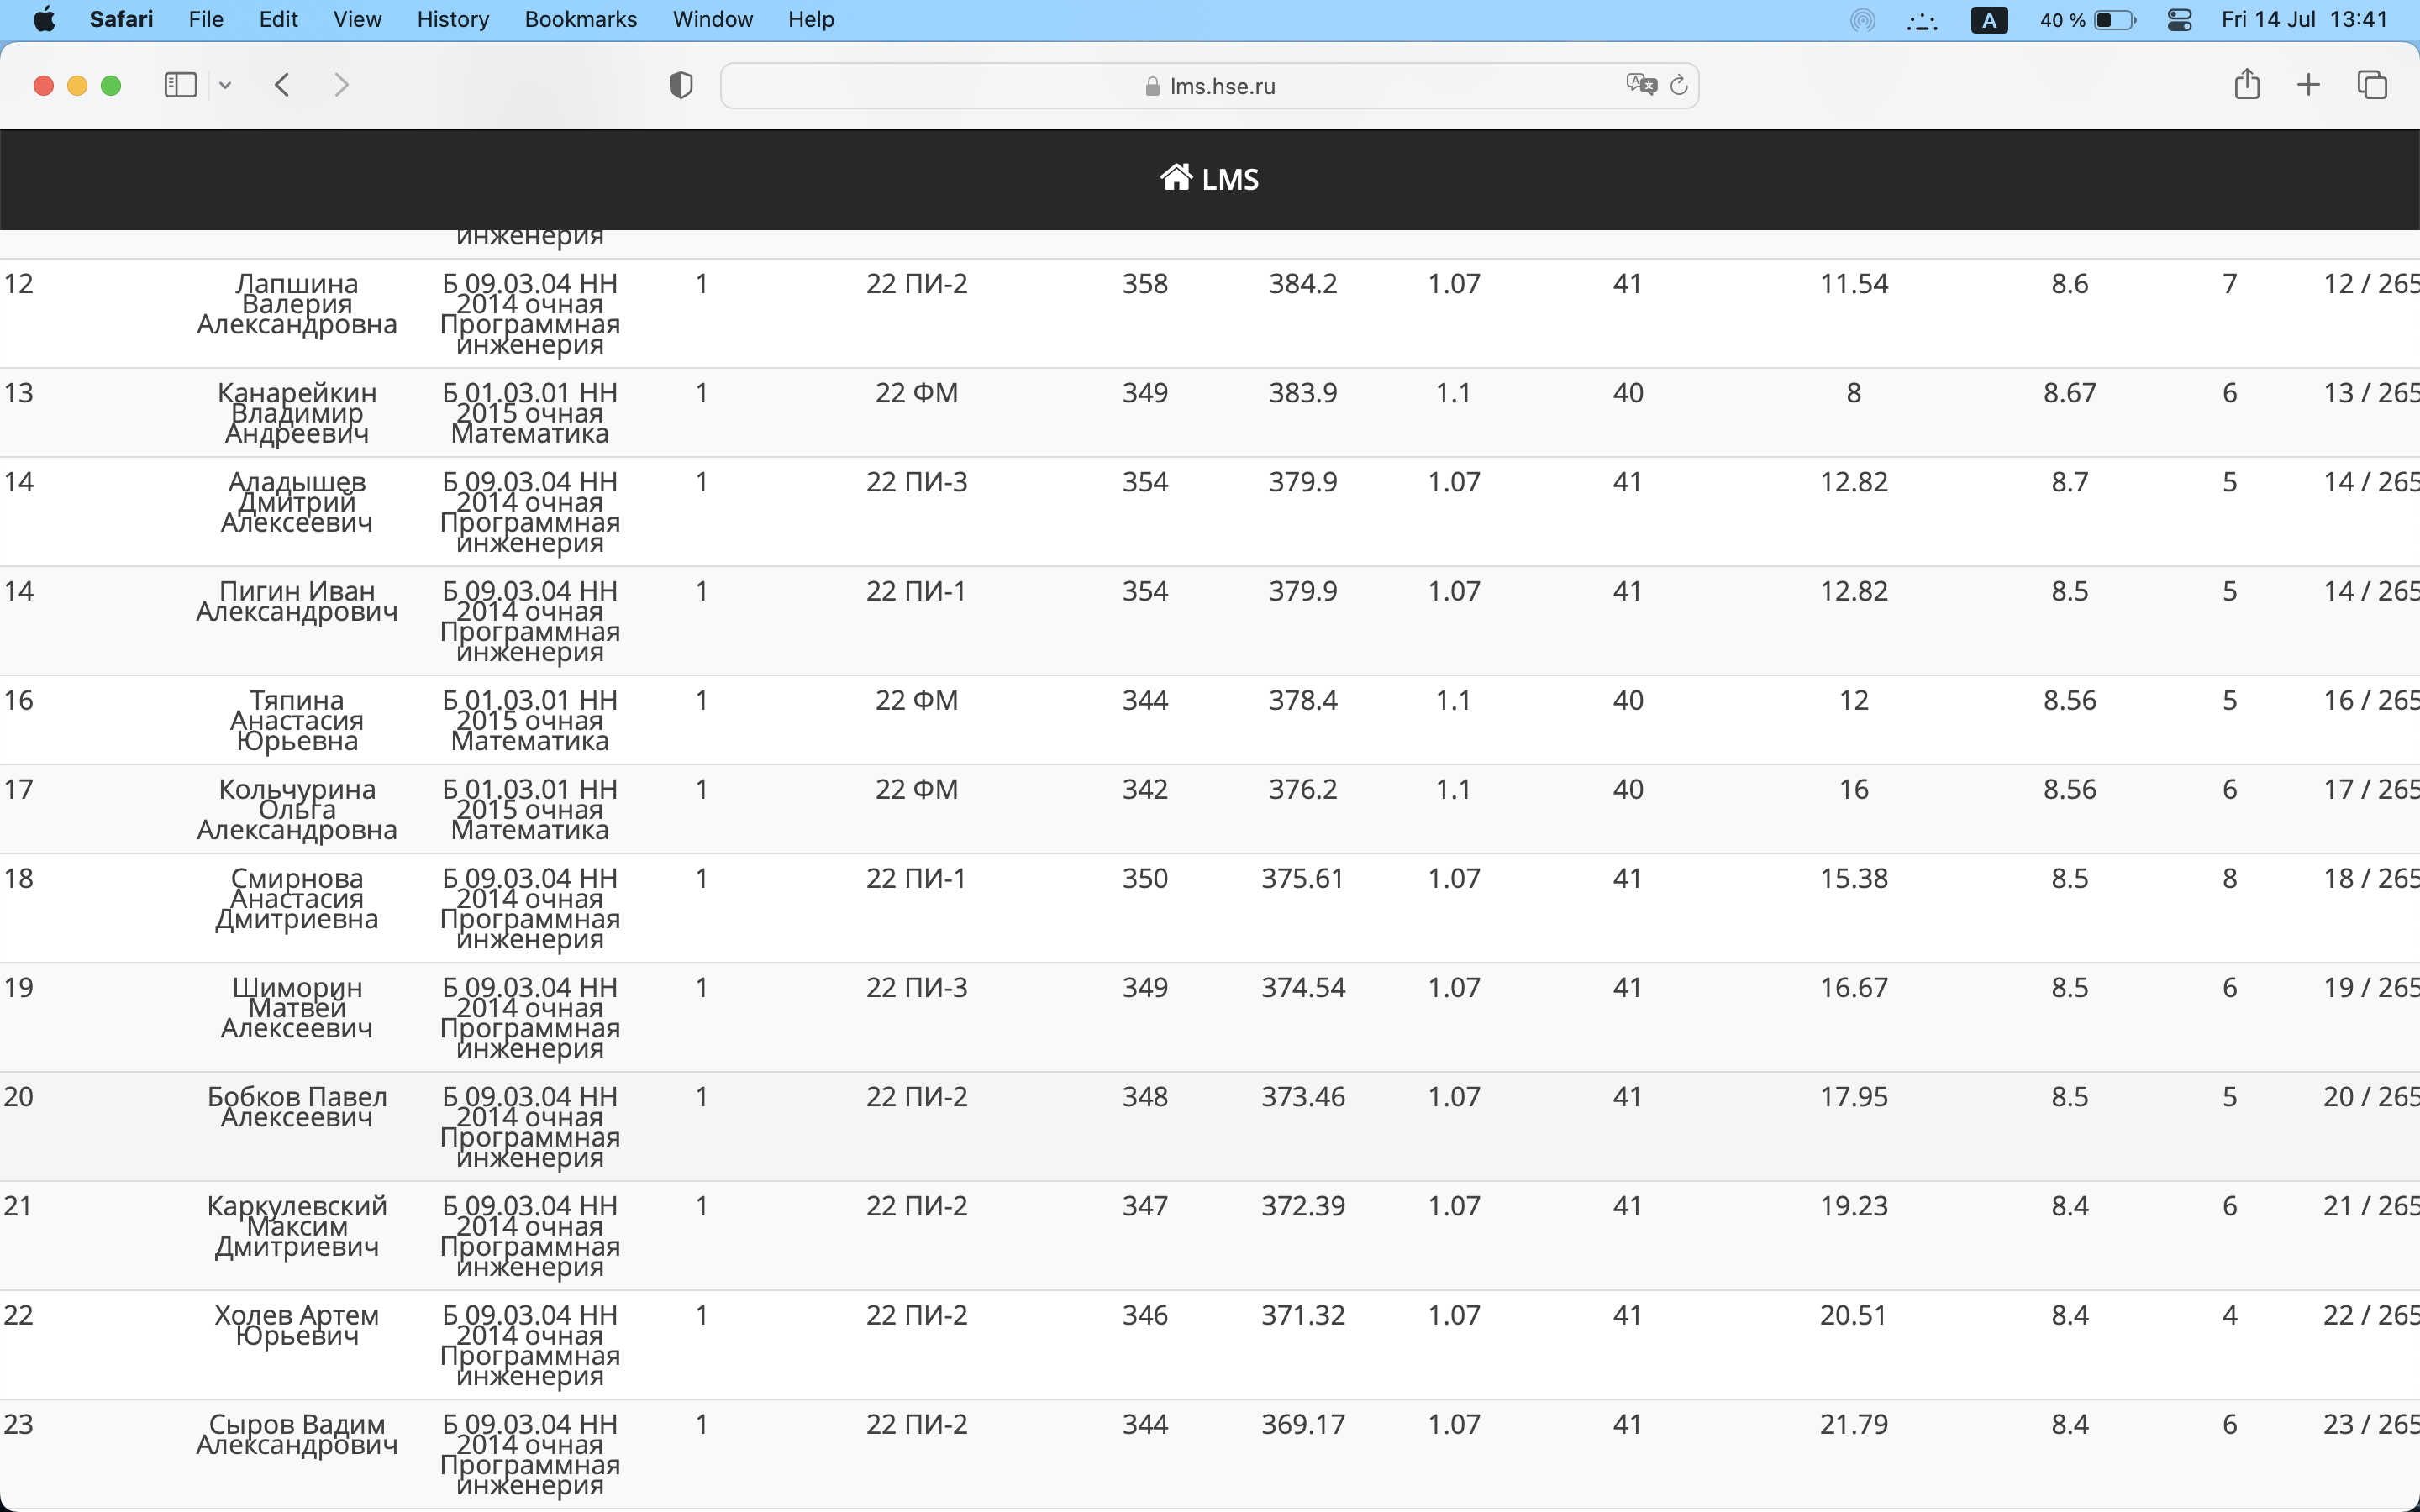 Safari File Edit View History Bookmarks Window Help A 40 % Fri 14 Jul 13:41
lms.hse.ru
LMS
инженерия
12 Лапшина Б 09.03.04 НН 1 22 ПИ-2 358 384.2 1.07 41 11.54 8.6 7 12 / 265
Валерия 2014 очная
Александровна Программная
инженерия
13 Канарейкин Б 01.03.01 НН 1 22 ФМ 349 383.9 1.1 40 8 8.67 6 13 / 265
Владимир 2015 очная
Андреевич Математика
14 Аладышев Б 09.03.04 НН 1 22 ПИ-3 354 379.9 1.07 41 12.82 8.7 5 14 / 265
Дмитрий 2014 очная
Алексеевич Программная
инженерия
14 Пигин Иван Б 09.03.04 НН 1 22 ПИ-1 354 379.9 1.07 41 12.82 8.5 5 14 / 265
Александрович 2014 очная
Программная
инженерия
16 Тяпина Б 01.03.01 НН 1 22 ФМ 344 378.4 1.1 40 12 8.56 5 16 / 265
Анастасия 2015 очная
Юрьевна Математика
17 Кольчурина Б 01.03.01 НН 1 22 ФМ 342 376.2 1.1 40 16 8.56 6 17 / 265
Ольга 2015 очная
Александровна Математика
18 Смирнова Б 09.03.04 НН 1 22 ПИ-1 350 375.61 1.07 41 15.38 8.5 8 18 / 265
Анастасия 2014 очная
Дмитриевна Программная
инженерия
19 Шиморин Б 09.03.04 НН 1 22 ПИ-3 349 374.54 1.07 41 16.67 8.5 6 19 / 265
Матвей 2014 очная
Алексеевич Программная
инженерия
20 Бобков Павел Б 09.03.04 НН 1 22 ПИ-2 348 373.46 1.07 41 17.95 8.5 5 20 / 265
Алексеевич 2014 очная
Программная
инженерия
21 Каркулевский Б 09.03.04 НН 1 22 ПИ-2 347 372.39 1.07 41 19.23 8.4 6 21 / 265
Максим 2014 очная
Дмитриевич Программная
инженерия
22 Холев Артем Б 09.03.04 НН 1 22 ПИ-2 346 371.32 1.07 41 20.51 8.4 4 22 / 265
Юрьевич 2014 очная
Программная
инженерия
23 Сыров Вадим Б 09.03.04 НН 1 22 ПИ-2 344 369.17 1.07 41 21.79 8.4 6 23 / 265
Александрович 2014 очная
Программная
инженерия